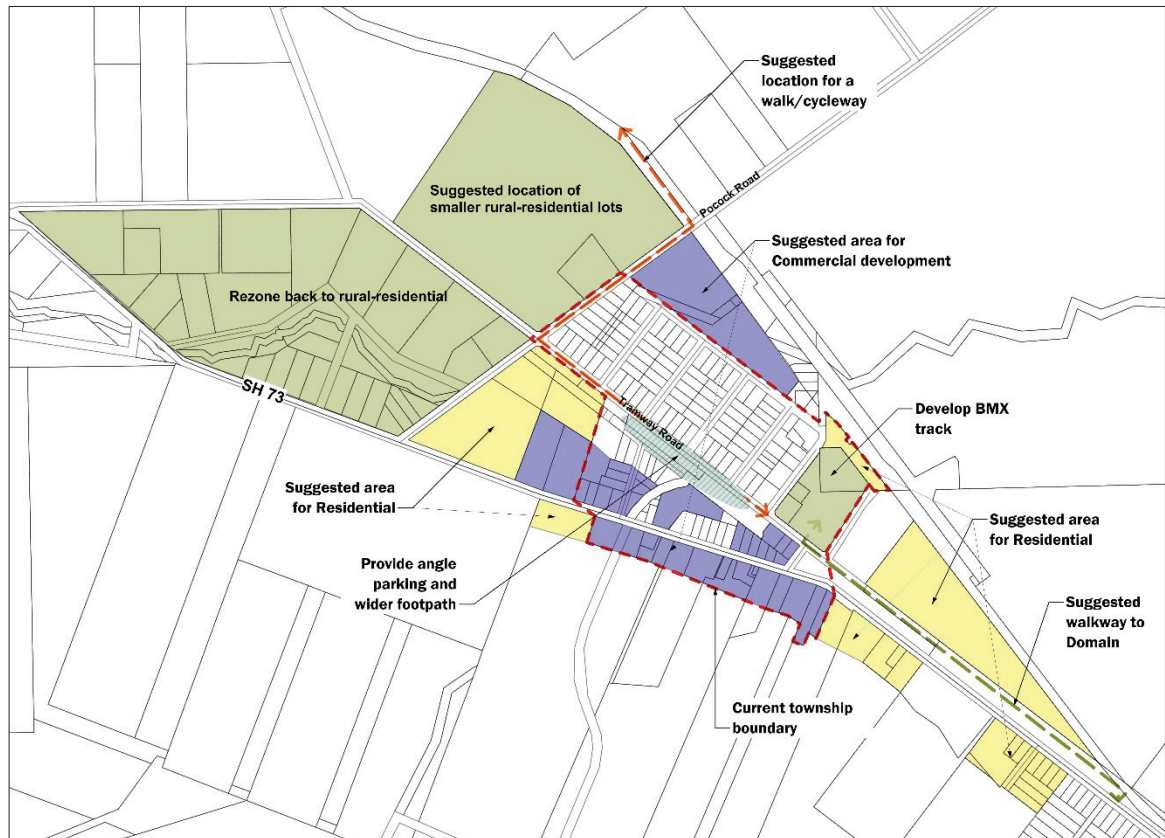 Suggested
location for a
walk/cycleway
Pocock Road
Suggested location of
smaller rural-residential lots
Suggested area for
Commercial development
Rezone back to rural-residential
SH 73
Tramway Road
Develop BMX
track
Suggested area
for Residential
Suggested area
for Residential
Provide angle
parking and
wider footpath
Suggested
walkway to
Domain
Current township
boundary